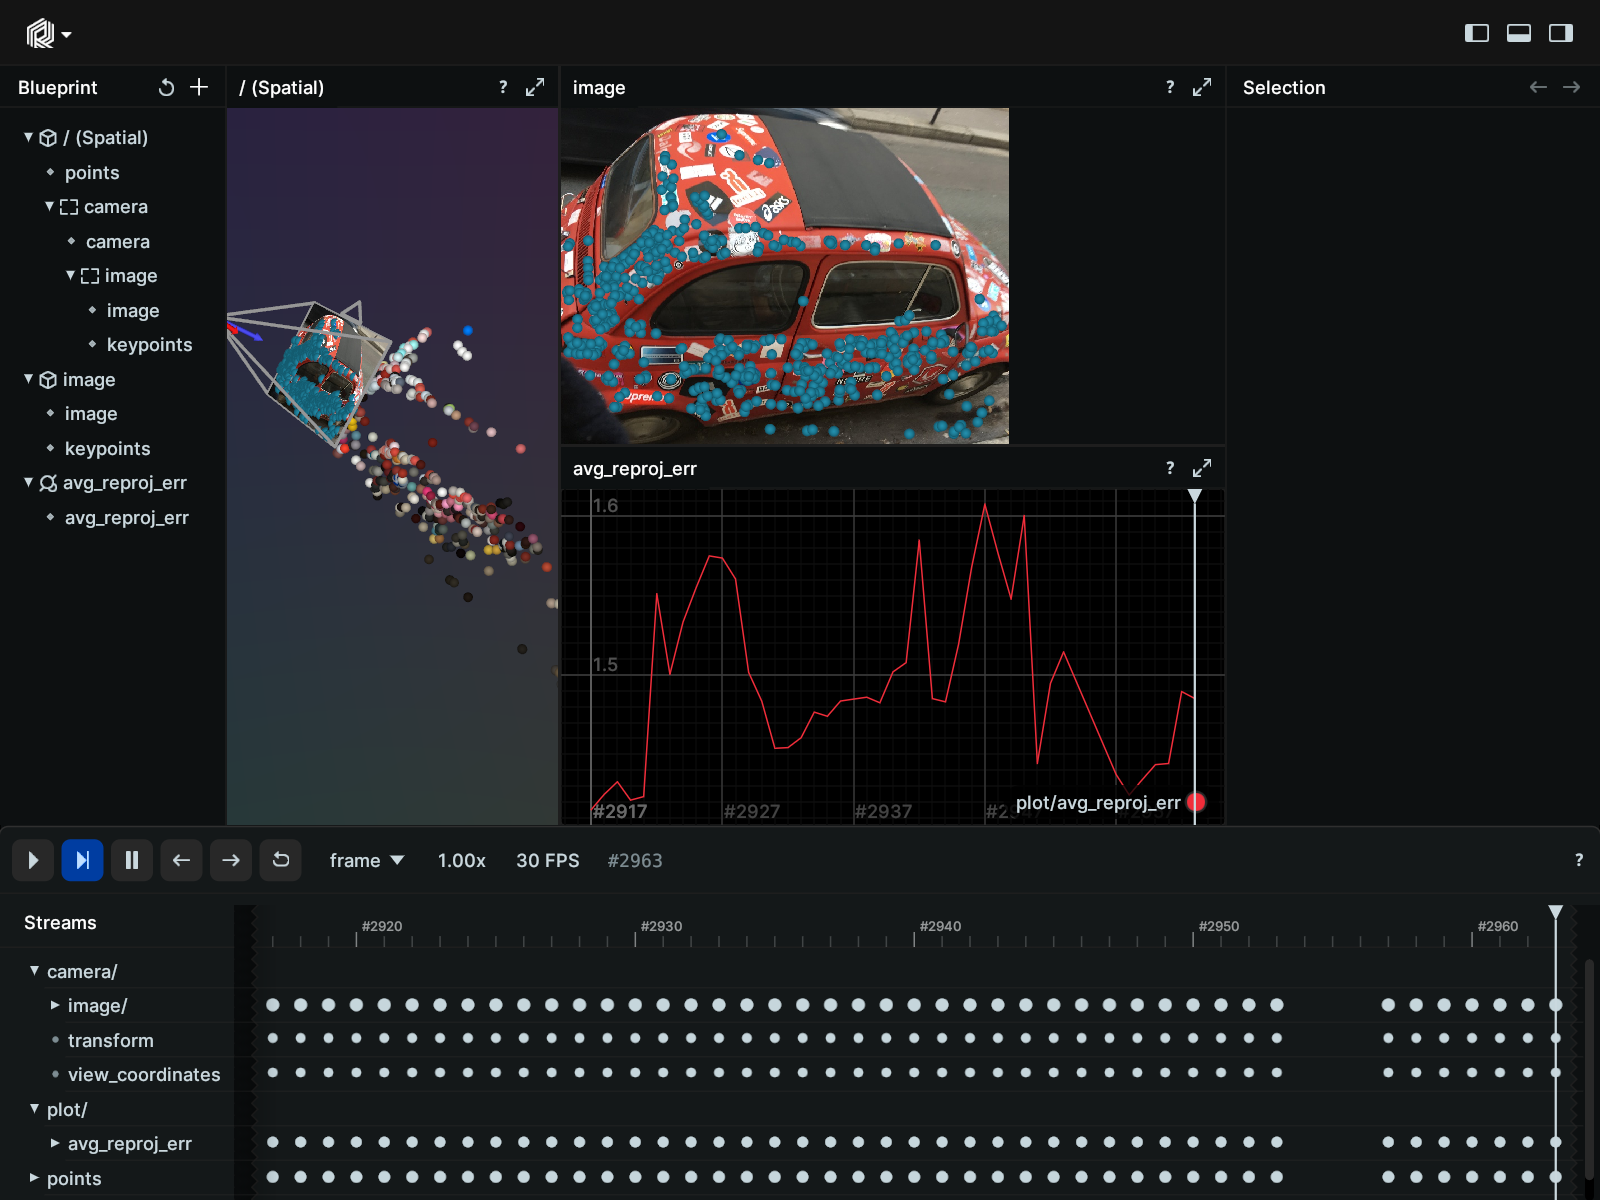 Blueprint
/ (Spatial)
?
image
?
Selection
/ (Spatial)
points
camera
camera
image
image
keypoints
image
image
keypoints
avg_reproj_err
avg_reproj_err
asics
avg_reproj_err
?
1.6
1.5
#2917
#2927
#2937
plot/avg_reproj_err
frame
1.00x
30 FPS
#2963
?
Streams
#2920
#2930
#2940
#2950
#2960
camera/
image/
transform
view_coordinates
plot/
avg_reproj_err
points